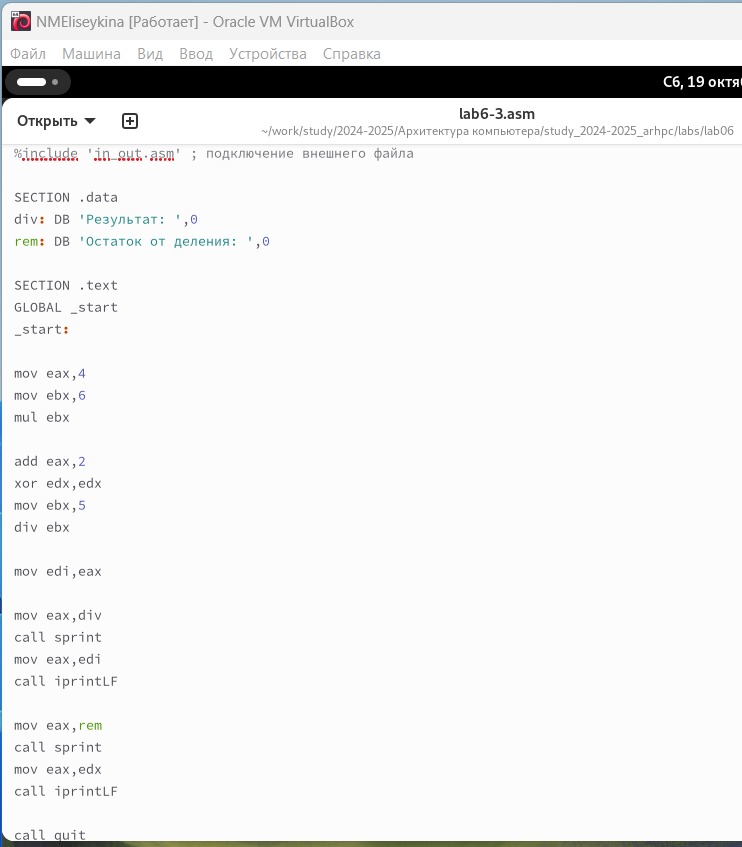 NMEliseykina [Работает] - Oracle VM VirtualBox
Файл Машина Вид Ввод Устройства Справка
Сб, 19 октя
Открыть
lab6-3.asm
~/work/study/2024-2025/Архитектура компьютера/study_2024-2025_arhpc/labs/lab06
%include 'in_out.asm' ; подключение внешнего файла
SECTION .data
div: DB 'Результат: ',0
rem: DB 'Остаток от деления: ',0
SECTION .text
GLOBAL _start
_start:
mov eax,4
mov ebx,6
mul ebx
add eax,2
xor edx,edx
mov ebx,5
div ebx
mov edi,eax
mov eax,div
call sprint
mov eax,edi
call iprintLF
mov eax,rem
call sprint
mov eax,edx
call iprintLF
call quit